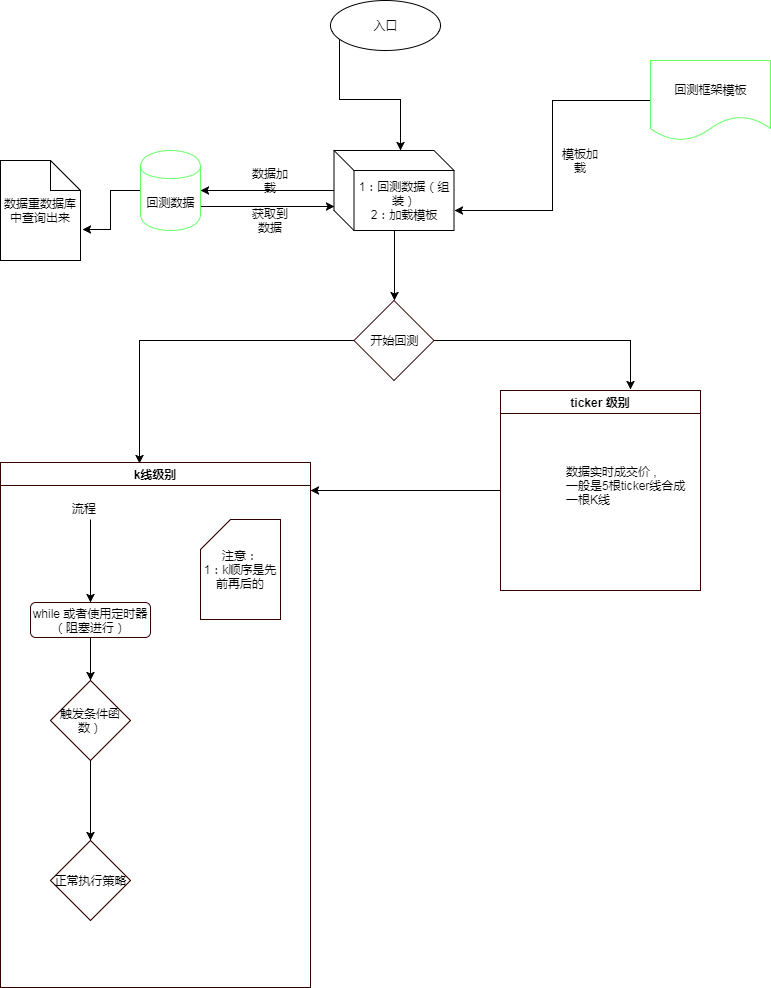 入口
回测框架模板
模板加
载
数据加
载
1：回测数据（组
装）
2：加载模板
回测数据
获取到
数据
数据重数据库
中查询出来
开始回测
ticker 级别
数据实时成交价，
一般是5根ticker线合成
一根K线
k线级别
流程
注意：
1：k顺序是先
前再后的
while 或者使用定时器
（阻塞进行）
触发条件函
数）
正常执行策略